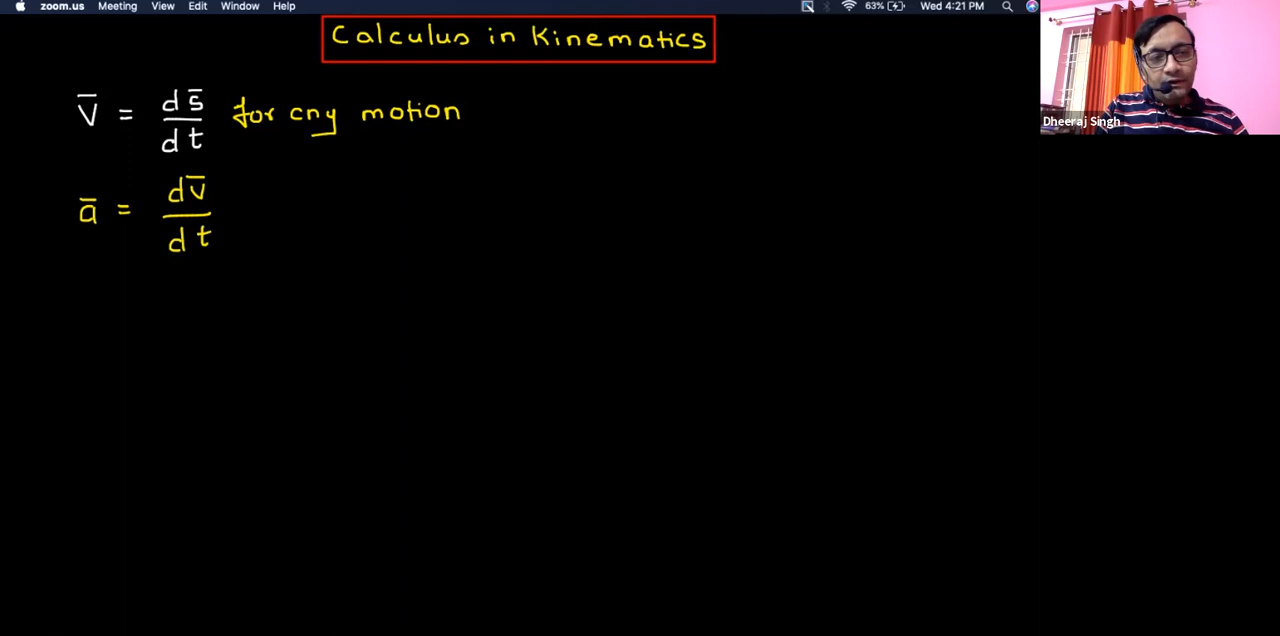 zoom.us Meeting View Edit Window Help 63% Wed 4:21 PM
Calculus in Kinematics
Dheeraj Singh
V̄ = ds̄/dt for any motion
ā = dv̄/dt